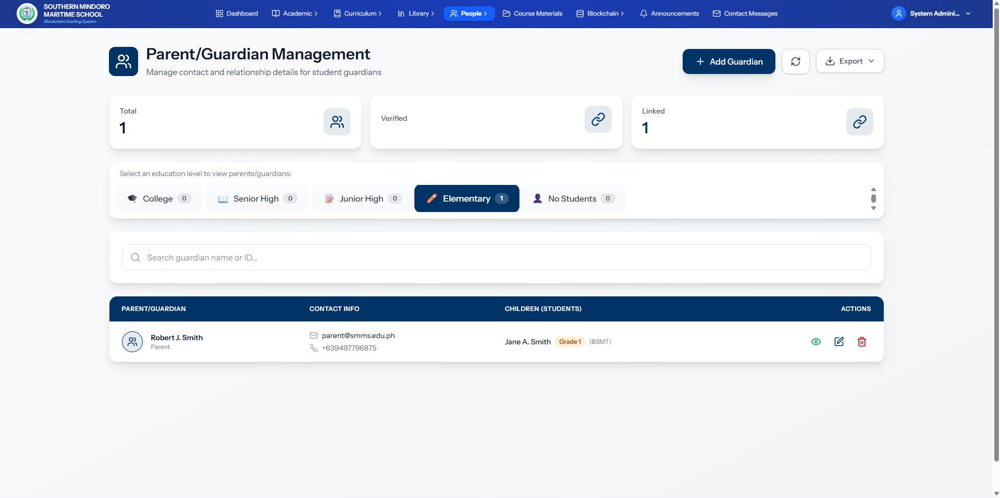 SOUTHERN MINDORO
MARITIME SCHOOL
Blockchain Grading System
Dashboard
Academic
Curriculum
Library
People
Course Materials
Blockchain
Announcements
Contact Messages
System Admini...
Parent/Guardian Management
Manage contact and relationship details for student guardians
Add Guardian
Export
Total
1
Verified
Linked
1
Select an education level to view parents/guardians:
College 0
Senior High 0
Junior High 0
Elementary 1
No Students 0
Search guardian name or ID...
PARENT/GUARDIAN CONTACT INFO CHILDREN (STUDENTS) ACTIONS
Robert J. Smith
Parent
parent@smms.edu.ph
+639497796875
Jane A. Smith Grade 1 (BSMT)